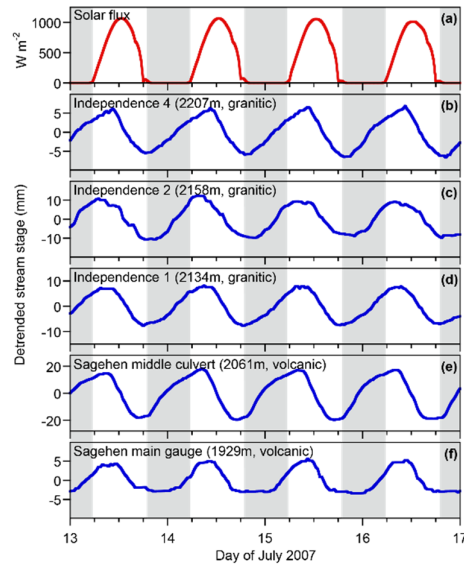 Solar flux (a)
1000
500
0
W m-2
Independence 4 (2207m, granitic) (b)
5
0
-5
Independence 2 (2158m, granitic) (c)
10
0
-10
Detrended stream stage (mm)
Independence 1 (2134m, granitic) (d)
10
0
-10
Sagehen middle culvert (2061m, volcanic) (e)
20
0
-20
Sagehen main gauge (1929m, volcanic) (f)
5
0
-5
13 14 15 16 17
Day of July 2007